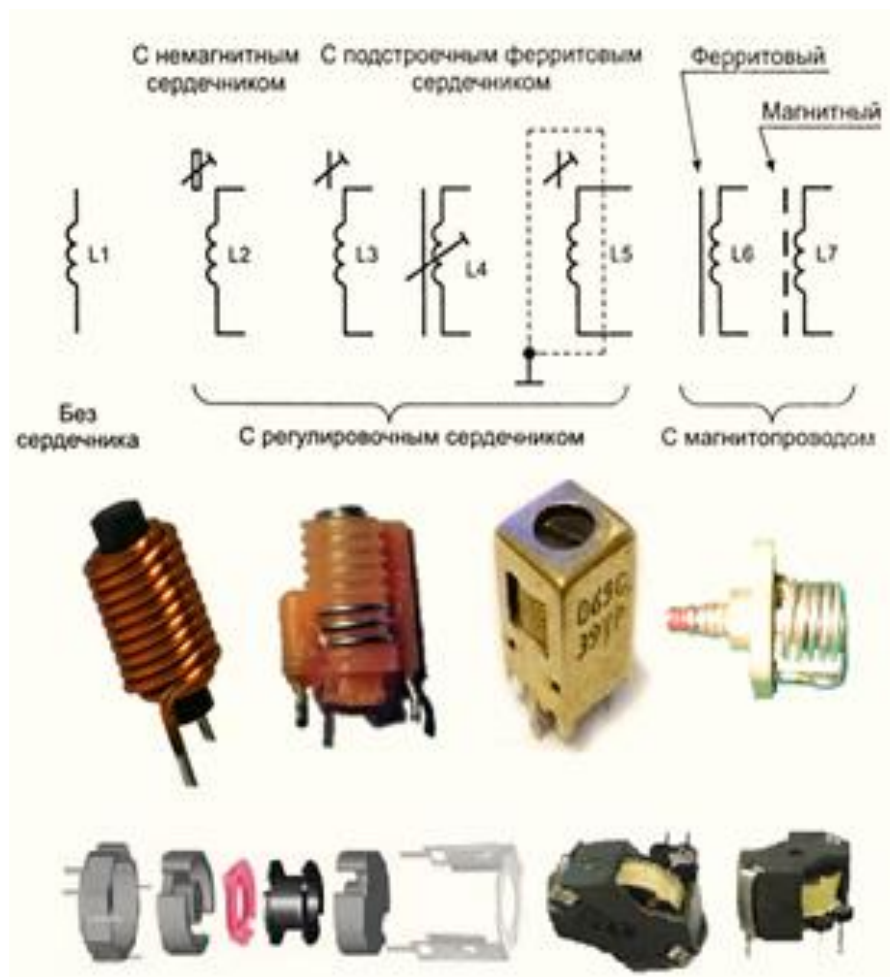 С немагнитным
сердечником
С подстроечным ферритовым
сердечником
Ферритовый
Магнитный
L1
L2
L3
L4
L5
L6
L7
Без
сердечника
С регулировочным сердечником
С магнитопроводом